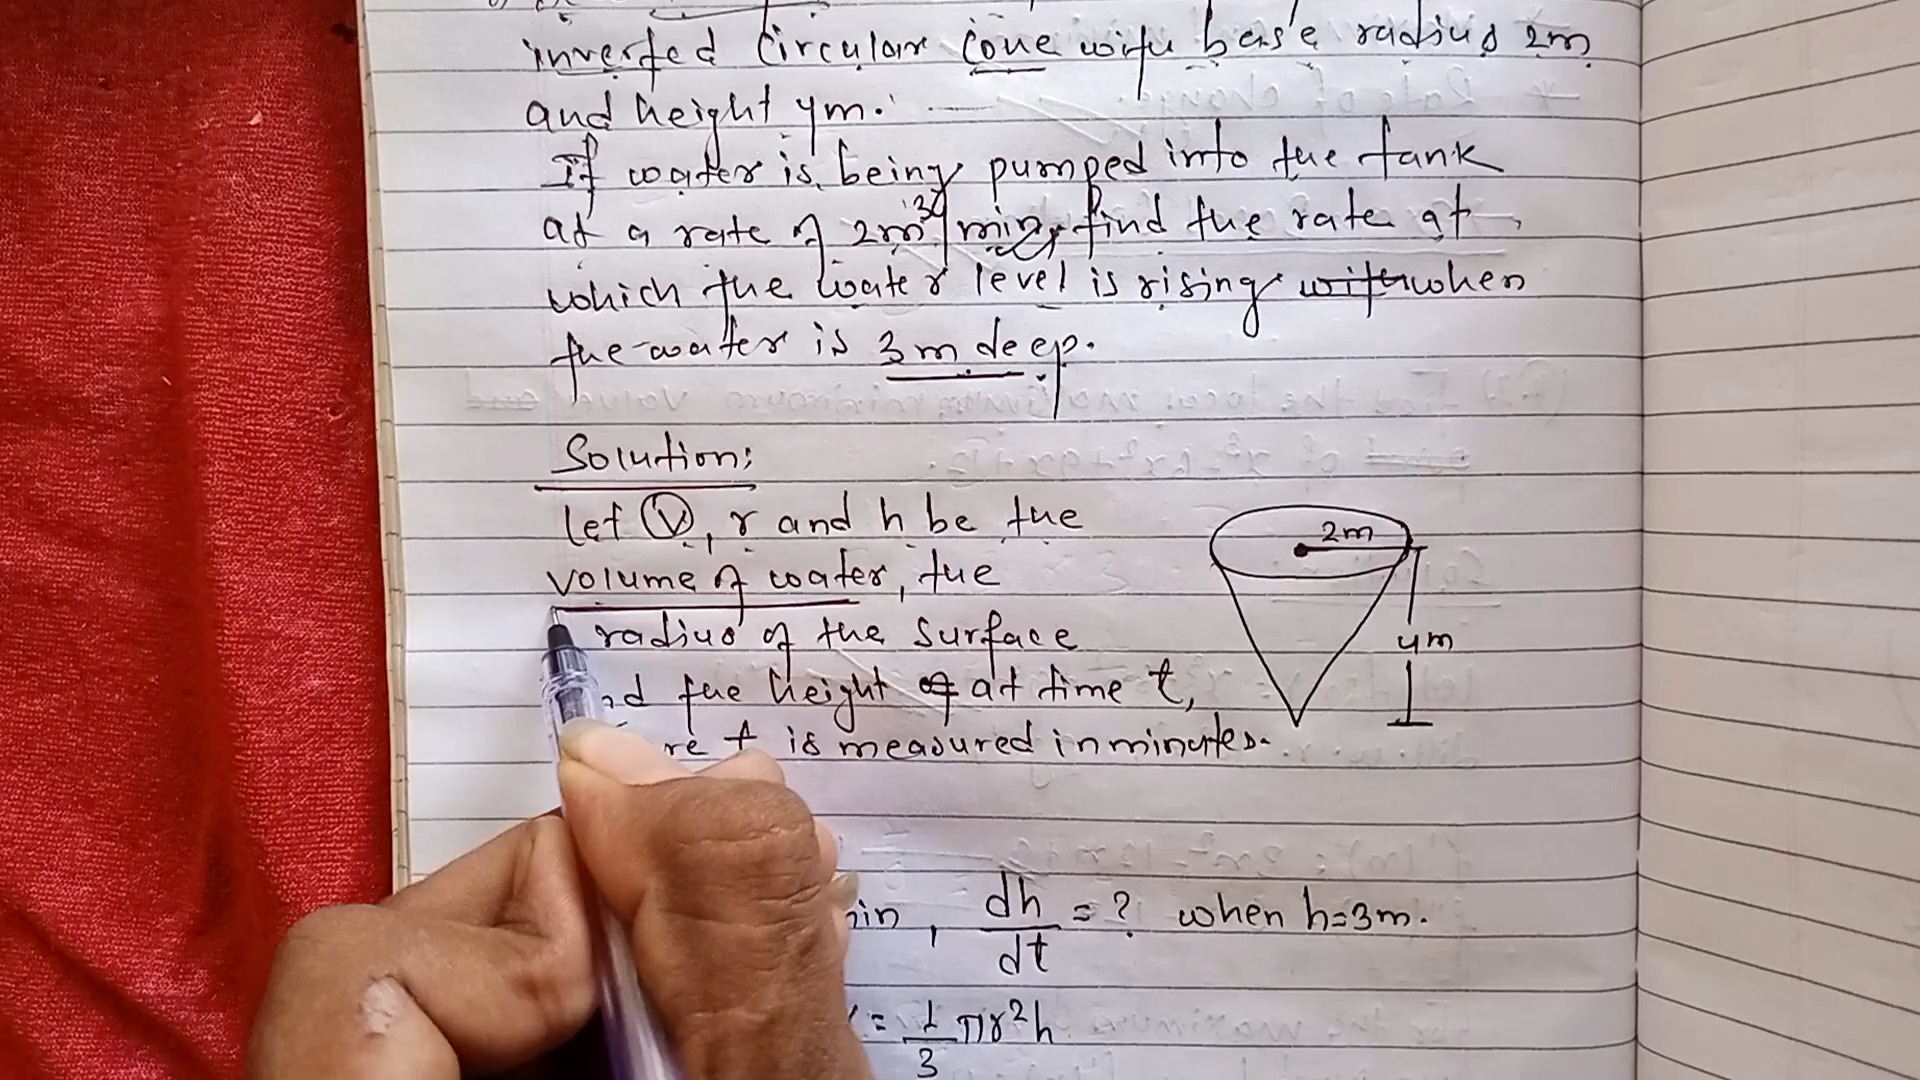 inverted Circular Cone with base radius 2m
and height 4m.
If water is being pumped into the tank
at a rate of 2m³/min, find the rate at
which the water level is rising with when
the water is 3m deep.
Solution:
Let V, r and h be the
volume of water, the
radius of the surface
2m
4m
the height of at time t,
t is measured in minutes.
dh/dt = ? when h=3m.
= 1/3 πr²h